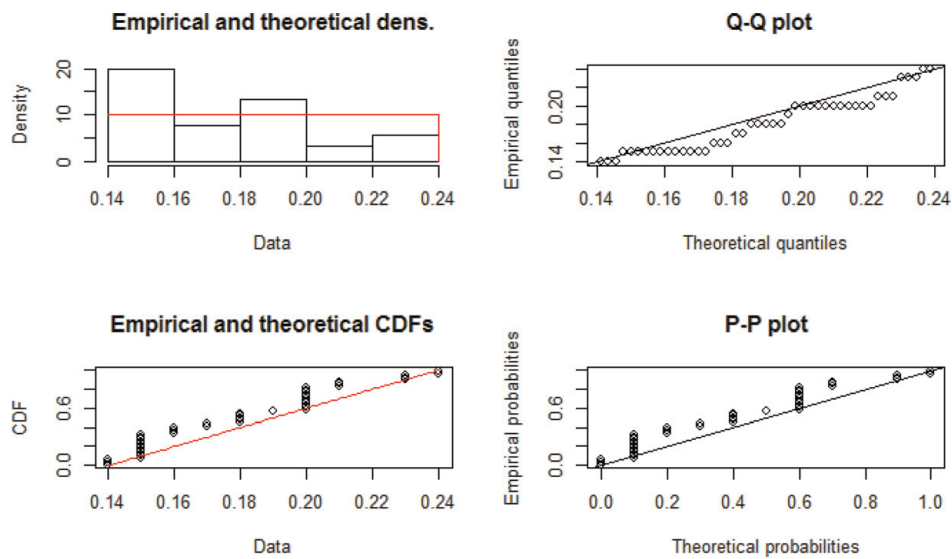 Empirical and theoretical dens.
Density
0 10 20
0.14 0.16 0.18 0.20 0.22 0.24
Data
Q-Q plot
Empirical quantiles
0.14 0.20
0.14 0.16 0.18 0.20 0.22 0.24
Theoretical quantiles
Empirical and theoretical CDFs
CDF
0.0 0.6
0.14 0.16 0.18 0.20 0.22 0.24
Data
P-P plot
Empirical probabilities
0.0 0.6
0.0 0.2 0.4 0.6 0.8 1.0
Theoretical probabilities